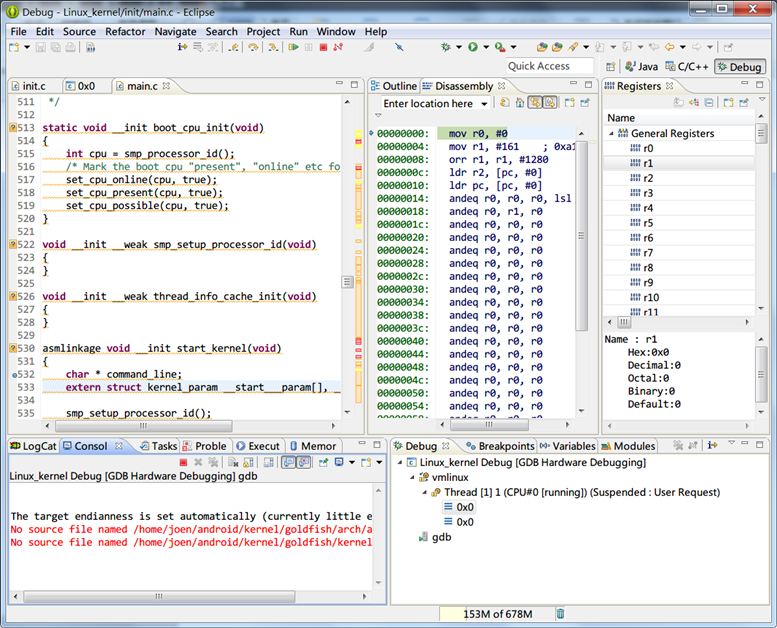 Debug - Linux_kernel/init/main.c - Eclipse
File Edit Source Refactor Navigate Search Project Run Window Help
Quick Access
Java C/C++ Debug
init.c 0x0 main.c
511 */
512
513 static void __init boot_cpu_init(void)
514 {
515 int cpu = smp_processor_id();
516 /* Mark the boot cpu "present", "online" etc fo
517 set_cpu_online(cpu, true);
518 set_cpu_present(cpu, true);
519 set_cpu_possible(cpu, true);
520 }
521
522 void __init __weak smp_setup_processor_id(void)
523 {
524 }
525
526 void __init __weak thread_info_cache_init(void)
527 {
528 }
529
530 asmlinkage void __init start_kernel(void)
531 {
532 char * command_line;
533 extern struct kernel_param __start___param[], _
534
535 smp_setup_processor_id();
Outline Disassembly
Enter location here
00000000: mov r0, #0
00000004: mov r1, #161 ; 0xa1
00000008: orr r1, r1, #1280
0000000c: ldr r2, [pc, #0]
00000010: ldr pc, [pc, #0]
00000014: andeq r0, r0, r0, lsl
00000018: andeq r0, r1, r0
0000001c: andeq r0, r0, r0
00000020: andeq r0, r0, r0
00000024: andeq r0, r0, r0
00000028: andeq r0, r0, r0
0000002c: andeq r0, r0, r0
00000030: andeq r0, r0, r0
00000034: andeq r0, r0, r0
00000038: andeq r0, r0, r0
0000003c: andeq r0, r0, r0
00000040: andeq r0, r0, r0
00000044: andeq r0, r0, r0
00000048: andeq r0, r0, r0
0000004c: andeq r0, r0, r0
00000050: andeq r0, r0, r0
00000054: andeq r0, r0, r0
00000058: andeq r0, r0, r0
Registers
Name
General Registers
r0
r1
r2
r3
r4
r5
r6
r7
r8
r9
r10
r11
Name : r1
Hex:0x0
Decimal:0
Octal:0
Binary:0
Default:0
LogCat Consol Tasks Proble Execut Memor
Linux_kernel Debug [GDB Hardware Debugging] gdb
The target endianness is set automatically (currently little e
No source file named /home/joen/android/kernel/goldfish/arch/a
No source file named /home/joen/android/kernel/goldfish/kernel
Debug Breakpoints Variables Modules
Linux_kernel Debug [GDB Hardware Debugging]
vmlinux
Thread [1] 1 (CPU#0 [running]) (Suspended : User Request)
0x0
0x0
gdb
153M of 678M